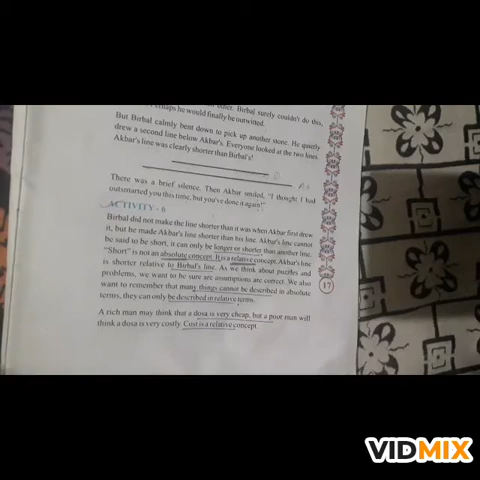 other. Birbal surely couldn't do this,
perhaps he would finally be outwitted.
But Birbal calmly bent down to pick up another stone. He quietly
drew a second line below Akbar's. Everyone looked at the two lines.
Akbar's line was clearly shorter than Birbal's!
There was a brief silence. Then Akbar smiled, "I thought I had
outsmarted you this time, but you've done it again!"
ACTIVITY - 6
Birbal did not make the line shorter than it was when Akbar first drew
it, but he made Akbar's line shorter than his line. Akbar's line cannot
be said to be short, it can only be longer or shorter than another line.
"Short" is not an absolute concept. It is a relative concept. Akbar's line
is shorter relative to Birbal's line. As we think about puzzles and
problems, we want to be sure are assumptions are correct. We also
want to remember that many things cannot be described in absolute
terms, they can only be described in relative terms.
17
A rich man may think that a dosa is very cheap, but a poor man will
think a dosa is very costly. Cost is a relative concept.
VIDMIX